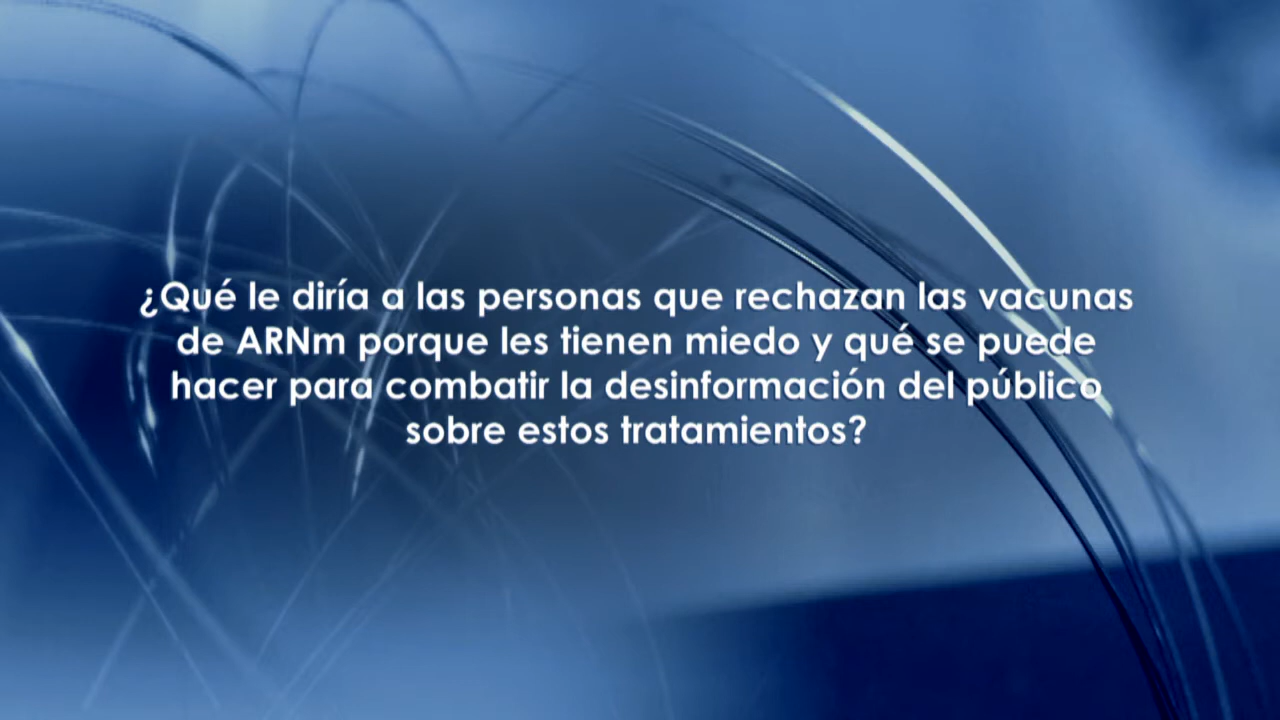 ¿Qué le diría a las personas que rechazan las vacunas
de ARNm porque les tienen miedo y qué se puede
hacer para combatir la desinformación del público
sobre estos tratamientos?